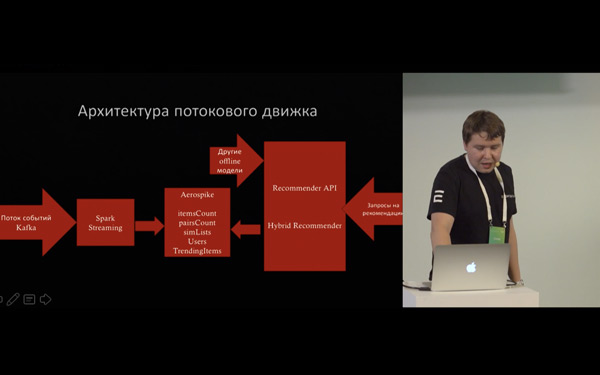 Архитектура потокового движка
Другие
offline
модели
Поток событий
Kafka
Spark
Streaming
Aerospike
itemsCount
pairsCount
simLists
Users
TrendingItems
Recommender API
Hybrid Recommender
Запросы на
рекомендации